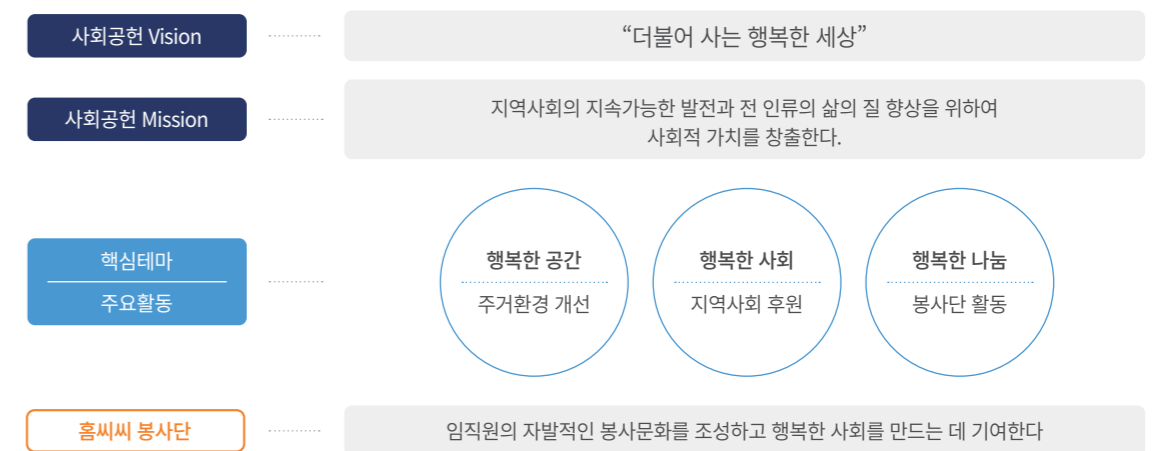 사회공헌 Vision
“더불어 사는 행복한 세상”
사회공헌 Mission
지역사회의 지속가능한 발전과 전 인류의 삶의 질 향상을 위하여
사회적 가치를 창출한다.
핵심테마
주요활동
행복한 공간
주거환경 개선
행복한 사회
지역사회 후원
행복한 나눔
봉사단 활동
홈씨씨 봉사단
임직원의 자발적인 봉사문화를 조성하고 행복한 사회를 만드는 데 기여한다